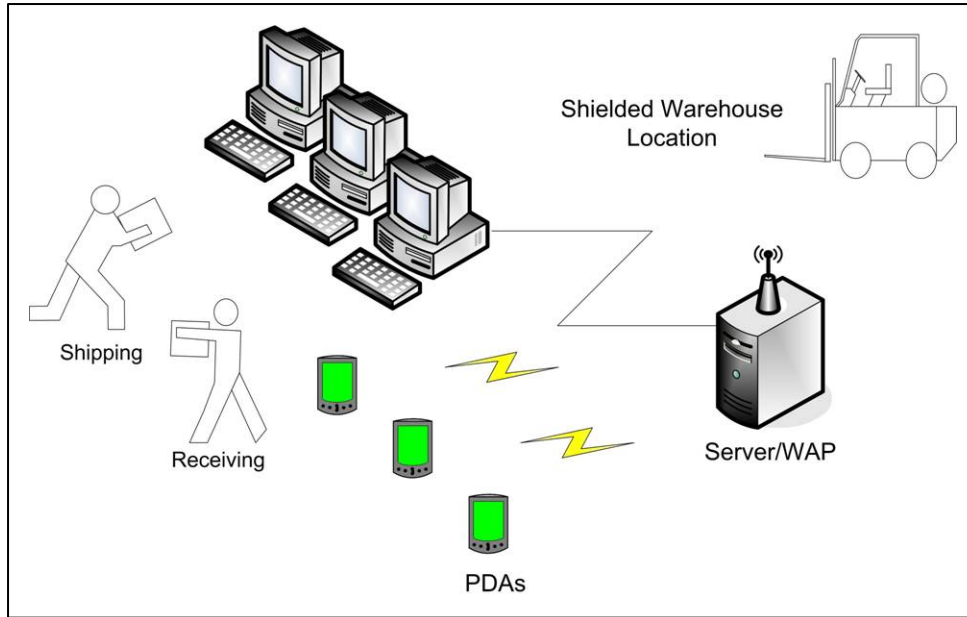 Shielded Warehouse
Location
Shipping
Receiving
Server/WAP
PDAs